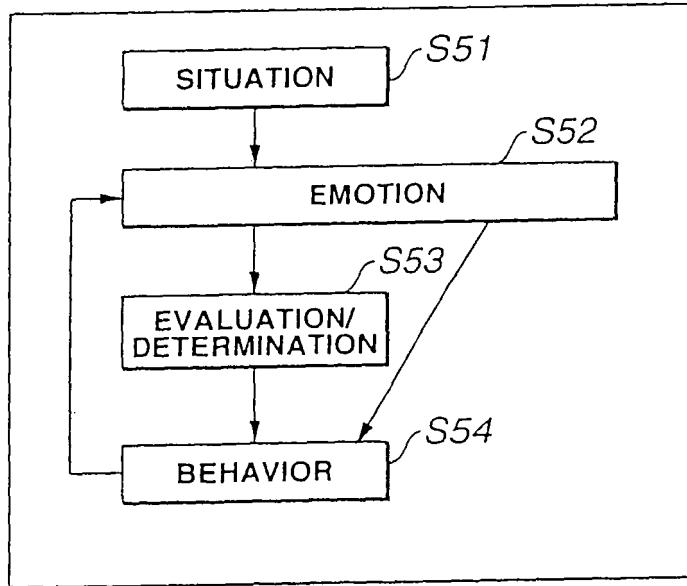 S51
SITUATION
S52
EMOTION
S53
EVALUATION/
DETERMINATION
S54
BEHAVIOR